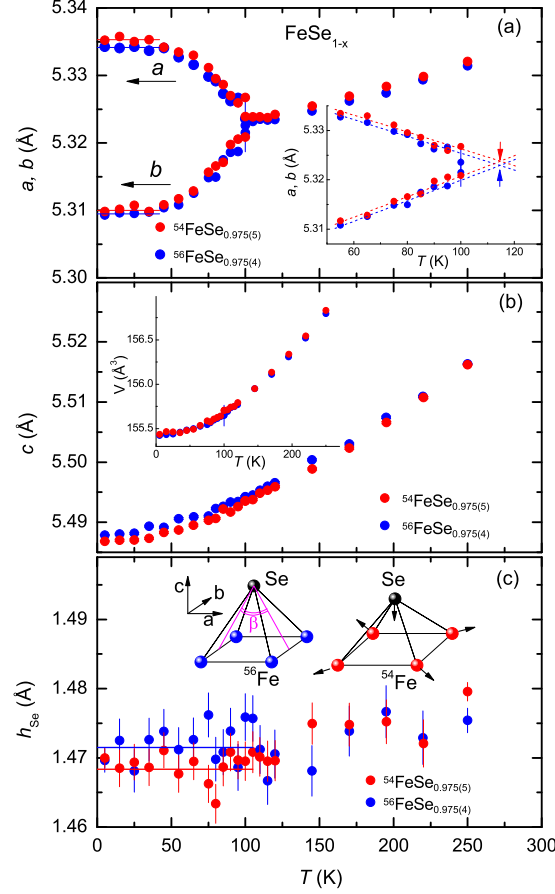 (a)
FeSe1-x
5.34
5.33
5.32
5.31
5.30
a, b (Å)
a
b
54FeSe0.975(5)
56FeSe0.975(4)
5.33
5.32
5.31
a, b (Å)
60 80 100 120
T (K)
(b)
5.52
5.51
5.50
5.49
c (Å)
156.5
156.0
155.5
V (Å3)
0 100 200
T (K)
54FeSe0.975(5)
56FeSe0.975(4)
(c)
1.49
1.48
1.47
1.46
hSe (Å)
c
b
a
Se
β
56Fe
Se
54Fe
54FeSe0.975(5)
56FeSe0.975(4)
0 50 100 150 200 250 300
T (K)